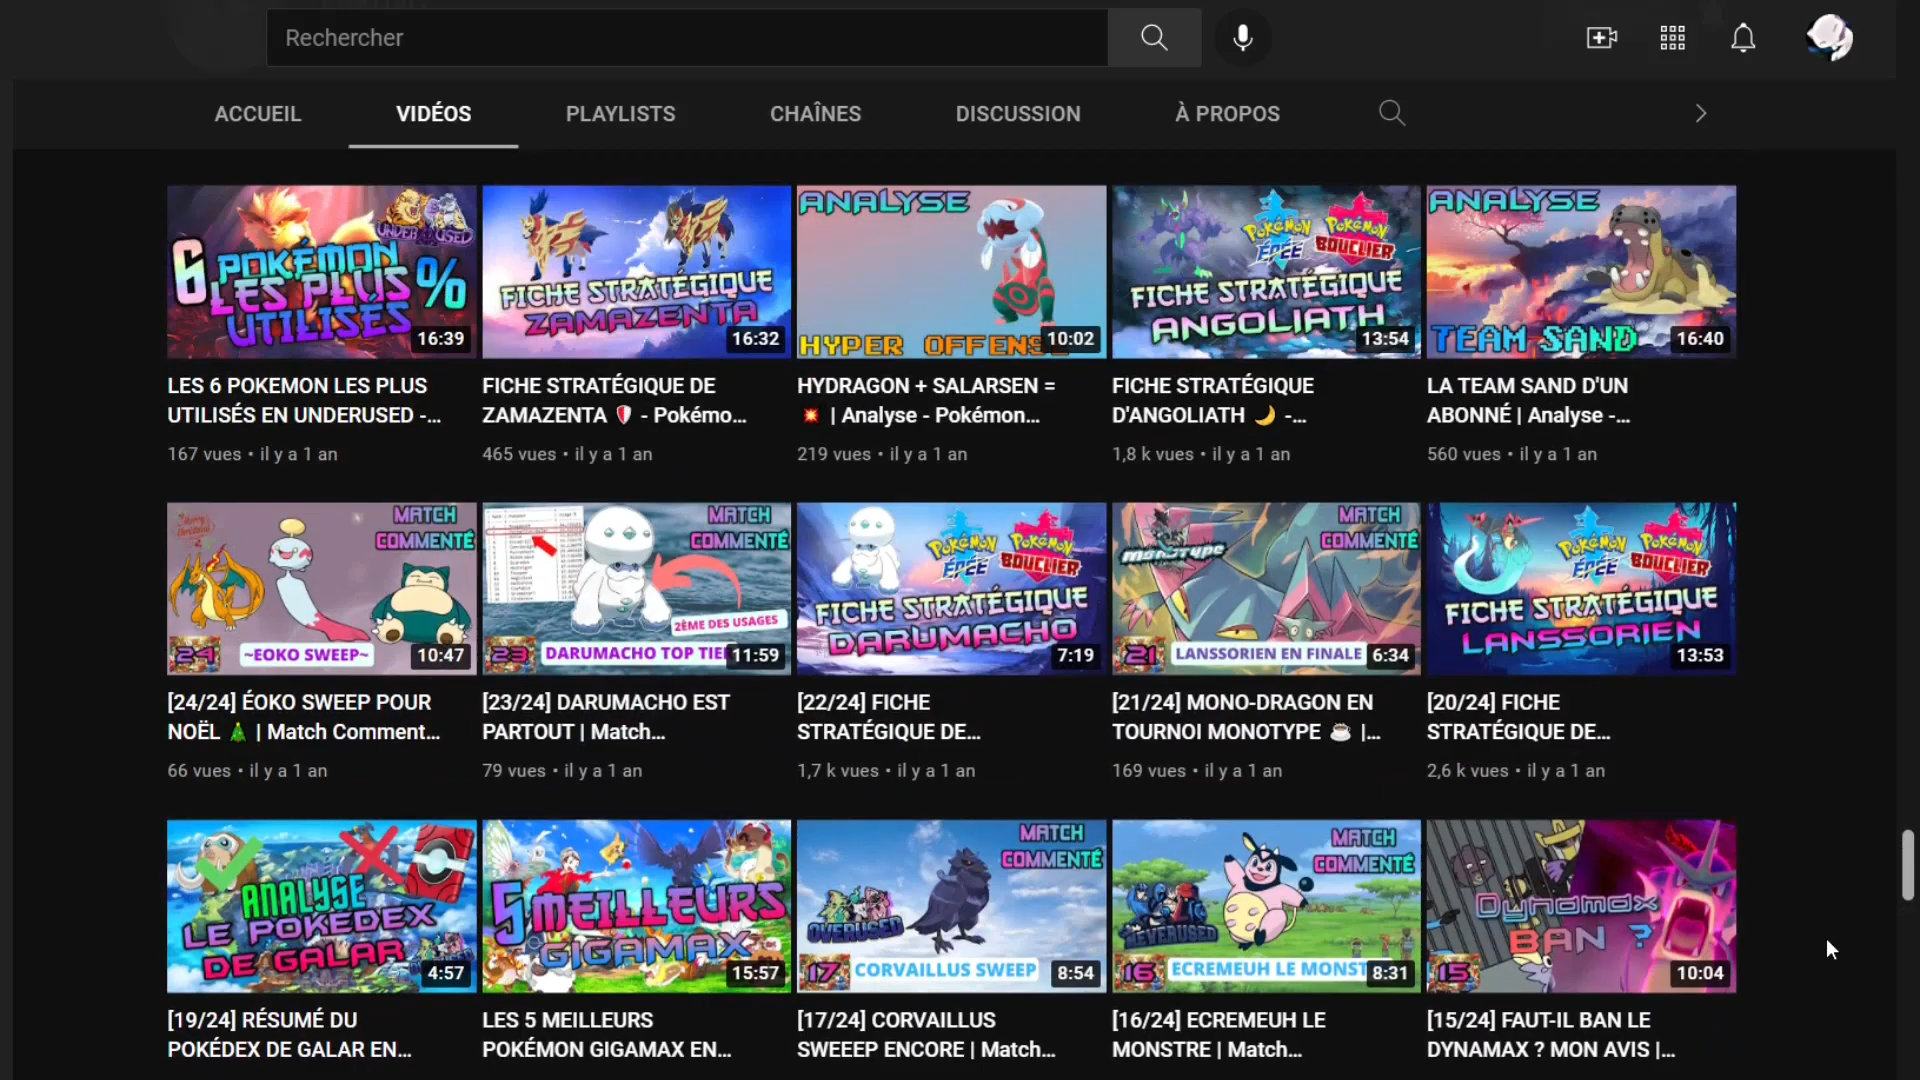 Rechercher
ACCUEIL VIDÉOS PLAYLISTS CHAÎNES DISCUSSION À PROPOS
UNDER USED
6 POKÉMON
LES PLUS %
UTILISÉS
16:39
FICHE STRATÉGIQUE
ZAMAZENTA
16:32
ANALYSE
HYPER OFFENSE
10:02
POKÉMON ÉPÉE
POKÉMON BOUCLIER
FICHE STRATÉGIQUE
ANGOLIATH
13:54
ANALYSE
TEAM SAND
16:40
LES 6 POKEMON LES PLUS
UTILISÉS EN UNDERUSED -...
167 vues • il y a 1 an
FICHE STRATÉGIQUE DE
ZAMAZENTA 🛡 - Pokémo...
465 vues • il y a 1 an
HYDRAGON + SALARSEN =
💥 | Analyse - Pokémon...
219 vues • il y a 1 an
FICHE STRATÉGIQUE
D'ANGOLIATH 🌙 -...
1,8 k vues • il y a 1 an
LA TEAM SAND D'UN
ABONNÉ | Analyse -...
560 vues • il y a 1 an
MATCH
COMMENTÉ
24
~EOKO SWEEP~
10:47
MATCH
COMMENTÉ
2ÈME DES USAGES
23
DARUMACHO TOP TIER
11:59
POKÉMON ÉPÉE
POKÉMON BOUCLIER
FICHE STRATÉGIQUE
DARUMACHO
7:19
MATCH
COMMENTÉ
MONOTYPE
21
LANSSORIEN EN FINALE
6:34
POKÉMON ÉPÉE
POKÉMON BOUCLIER
FICHE STRATÉGIQUE
LANSSORIEN
13:53
[24/24] ÉOKO SWEEP POUR
NOËL 🎄 | Match Comment...
66 vues • il y a 1 an
[23/24] DARUMACHO EST
PARTOUT | Match...
79 vues • il y a 1 an
[22/24] FICHE
STRATÉGIQUE DE...
1,7 k vues • il y a 1 an
[21/24] MONO-DRAGON EN
TOURNOI MONOTYPE ☕ |...
169 vues • il y a 1 an
[20/24] FICHE
STRATÉGIQUE DE...
2,6 k vues • il y a 1 an
ANALYSE
LE POKÉDEX
DE GALAR
4:57
5 MEILLEURS
GIGAMAX
15:57
MATCH
COMMENTÉ
OVERUSED
17
CORVAILLUS SWEEP
8:54
MATCH
COMMENTÉ
NEVERUSED
16
ECREMEUH LE MONST
8:31
Dynamax
BAN ?
15
10:04
[19/24] RÉSUMÉ DU
POKÉDEX DE GALAR EN...
LES 5 MEILLEURS
POKÉMON GIGAMAX EN...
[17/24] CORVAILLUS
SWEEEP ENCORE | Match...
[16/24] ECREMEUH LE
MONSTRE | Match...
[15/24] FAUT-IL BAN LE
DYNAMAX ? MON AVIS |...